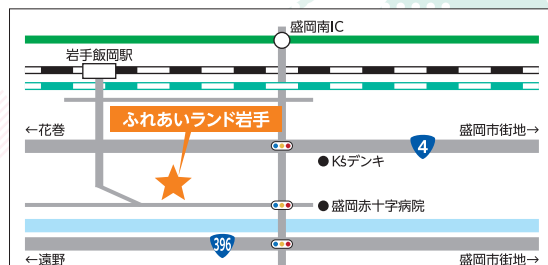 盛岡南IC
岩手飯岡駅
ふれあいランド岩手
←花巻
盛岡市街地→
4
K'sデンキ
盛岡赤十字病院
396
←遠野
盛岡市街地→